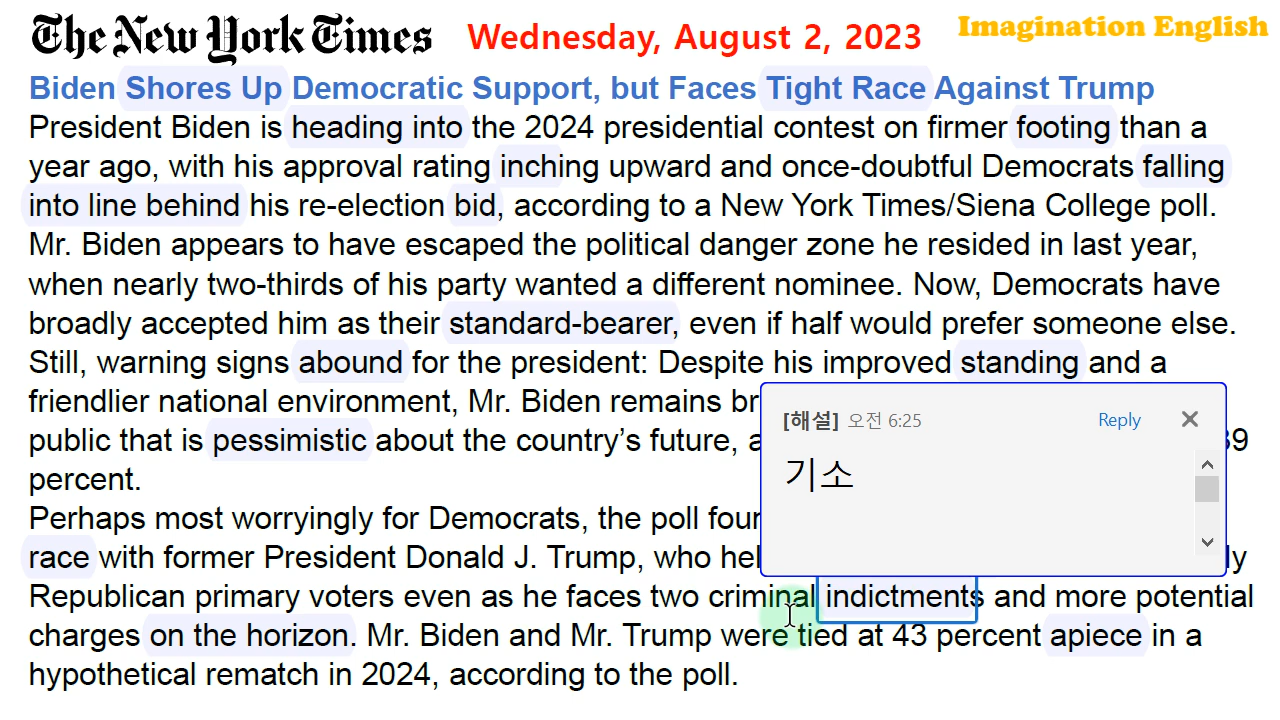 The New York Times
Wednesday, August 2, 2023
Imagination English
Biden Shores Up Democratic Support, but Faces Tight Race Against Trump
President Biden is heading into the 2024 presidential contest on firmer footing than a
year ago, with his approval rating inching upward and once-doubtful Democrats falling
into line behind his re-election bid, according to a New York Times/Siena College poll.
Mr. Biden appears to have escaped the political danger zone he resided in last year,
when nearly two-thirds of his party wanted a different nominee. Now, Democrats have
broadly accepted him as their standard-bearer, even if half would prefer someone else.
Still, warning signs abound for the president: Despite his improved standing and a
friendlier national environment, Mr. Biden remains
[해설] 오전 6:25 Reply
public that is pessimistic about the country's future,
기소
percent.
Perhaps most worryingly for Democrats, the poll
race with former President Donald J. Trump, who
Republican primary voters even as he faces two criminal indictments and more potential
charges on the horizon. Mr. Biden and Mr. Trump were tied at 43 percent apiece in a
hypothetical rematch in 2024, according to the poll.